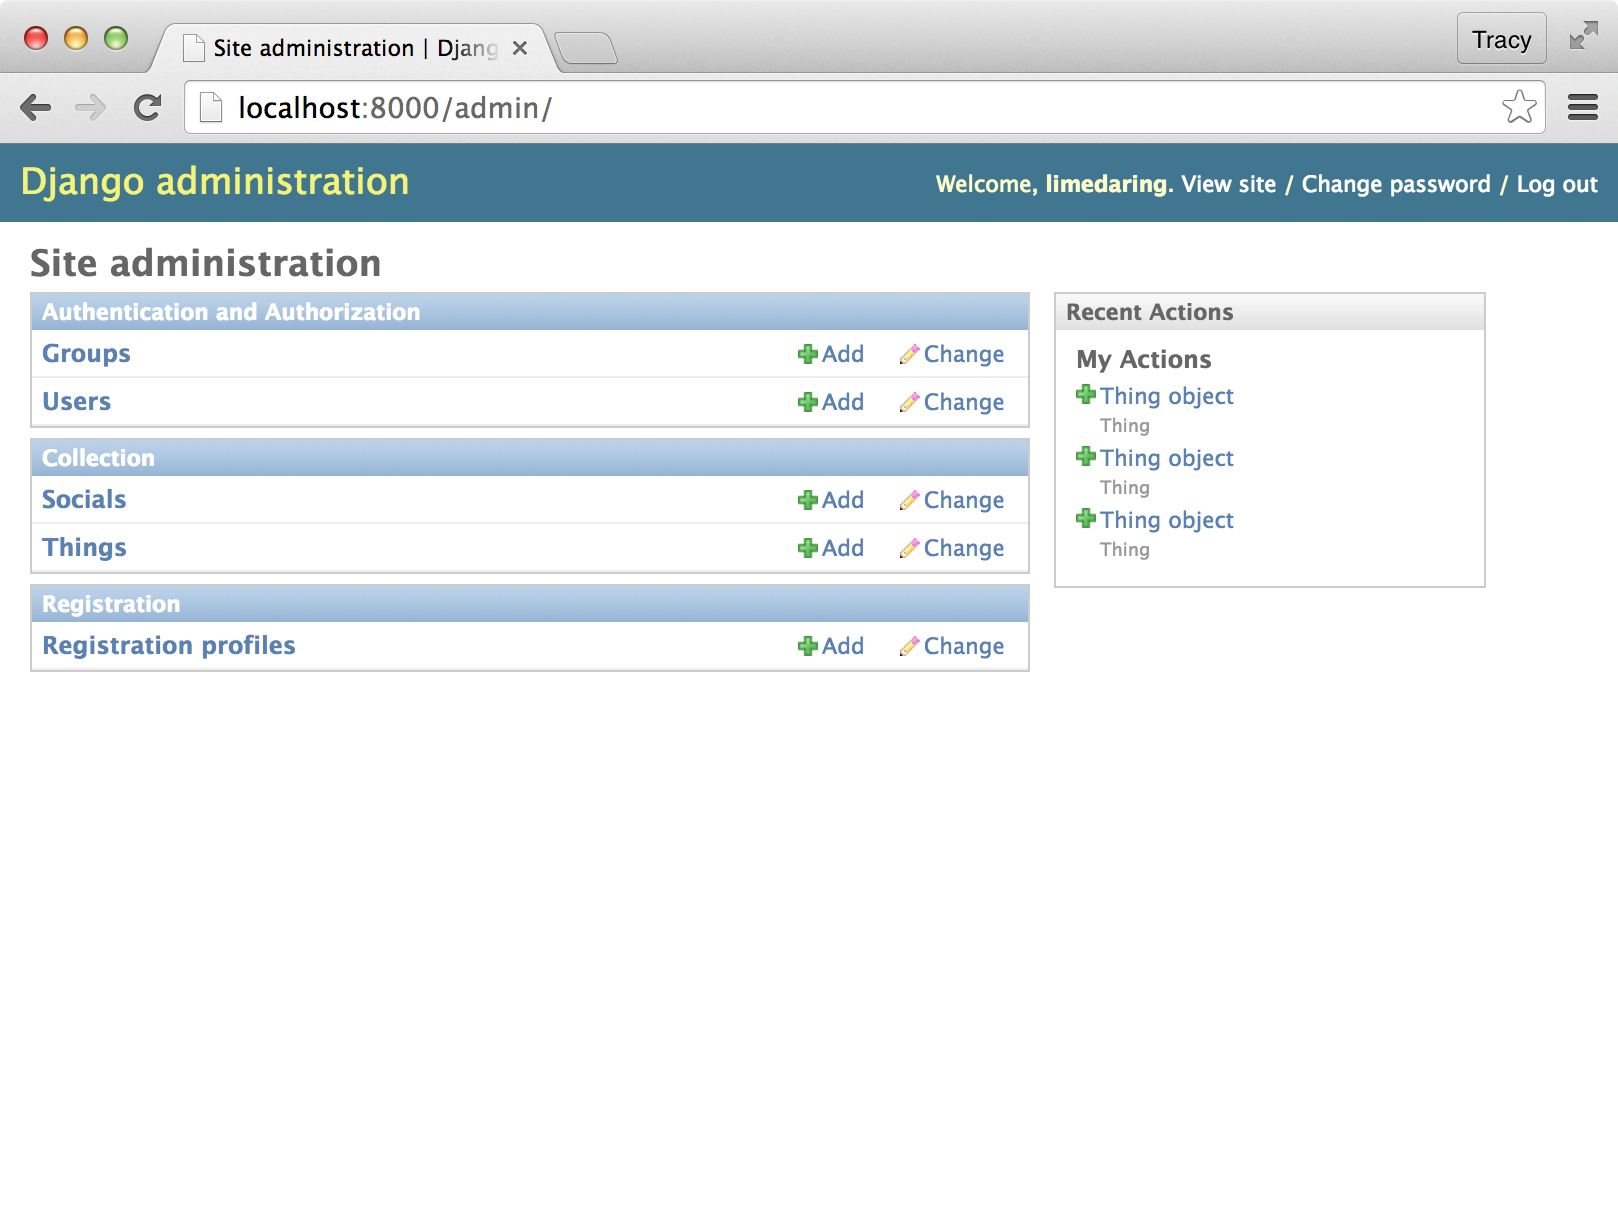 Site administration | Djang
Tracy
localhost:8000/admin/
Django administration
Welcome, limedaring. View site / Change password / Log out
Site administration
Authentication and Authorization
Groups Add Change
Users Add Change
Collection
Socials Add Change
Things Add Change
Registration
Registration profiles Add Change
Recent Actions
My Actions
Thing object
Thing
Thing object
Thing
Thing object
Thing